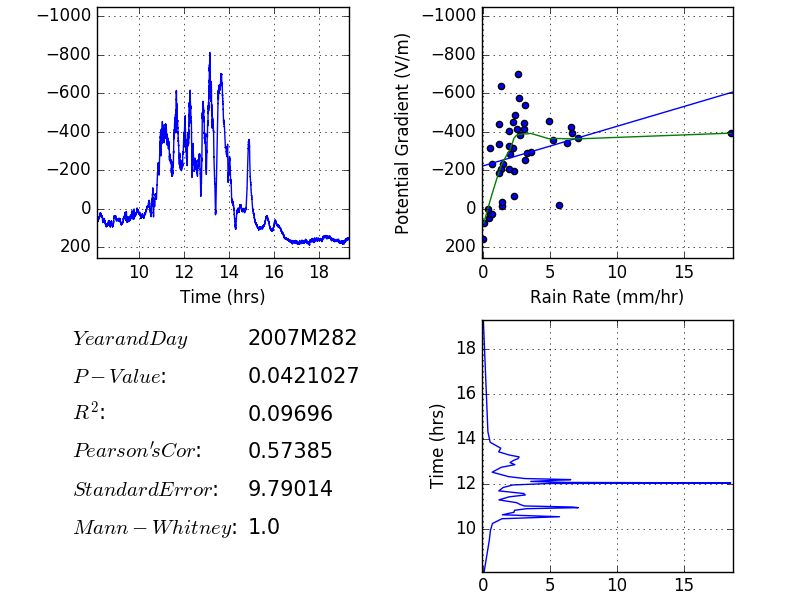 −1000
−800
−600
−400
−200
0
200
10 12 14 16 18
Time (hrs)
Potential Gradient (V/m)
−1000
−800
−600
−400
−200
0
200
0 5 10 15
Rain Rate (mm/hr)
YearandDay 2007M282
P−Value: 0.0421027
R²: 0.09696
Pearson'sCor: 0.57385
StandardError: 9.79014
Mann−Whitney: 1.0
Time (hrs)
18
16
14
12
10
0 5 10 15